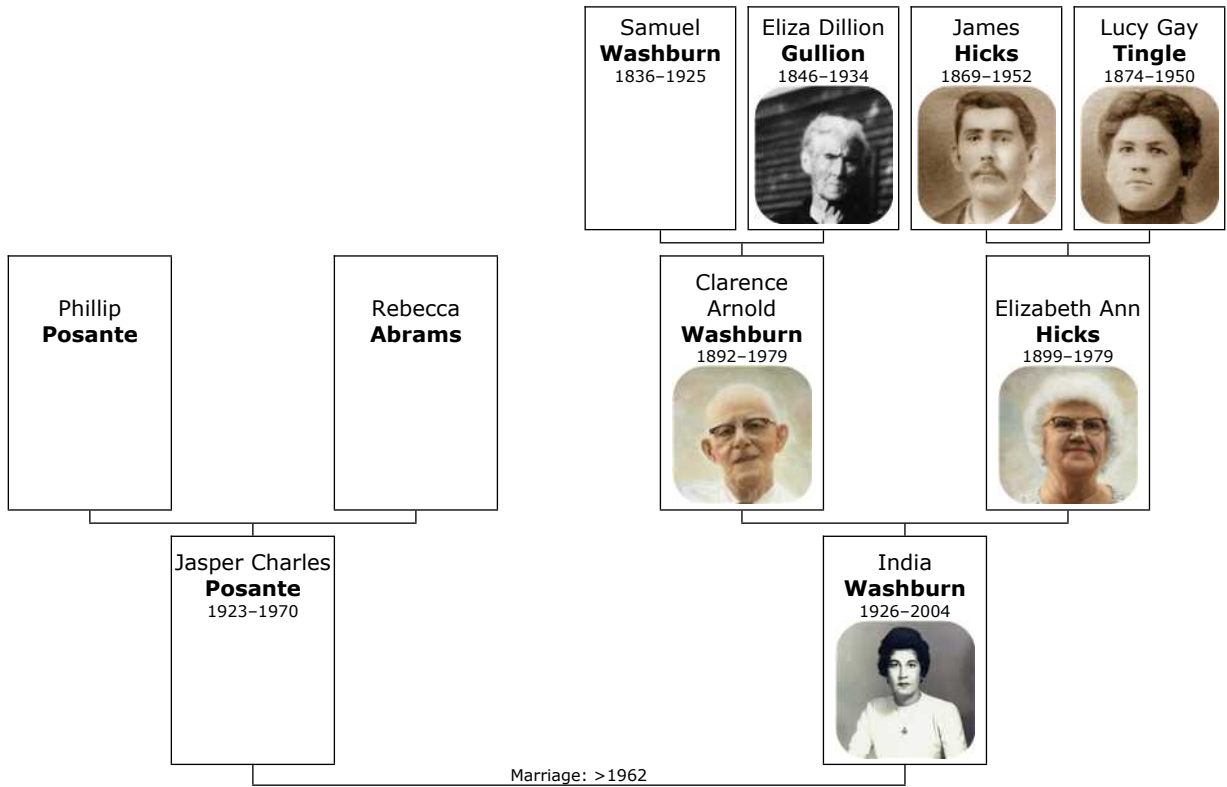 Samuel
Washburn
1836–1925
Eliza Dillion
Gullion
1846–1934
James
Hicks
1869–1952
Lucy Gay
Tingle
1874–1950
Phillip
Posante
Rebecca
Abrams
Clarence
Arnold
Washburn
1892–1979
Elizabeth Ann
Hicks
1899–1979
Jasper Charles
Posante
1923–1970
India
Washburn
1926–2004
Marriage: >1962